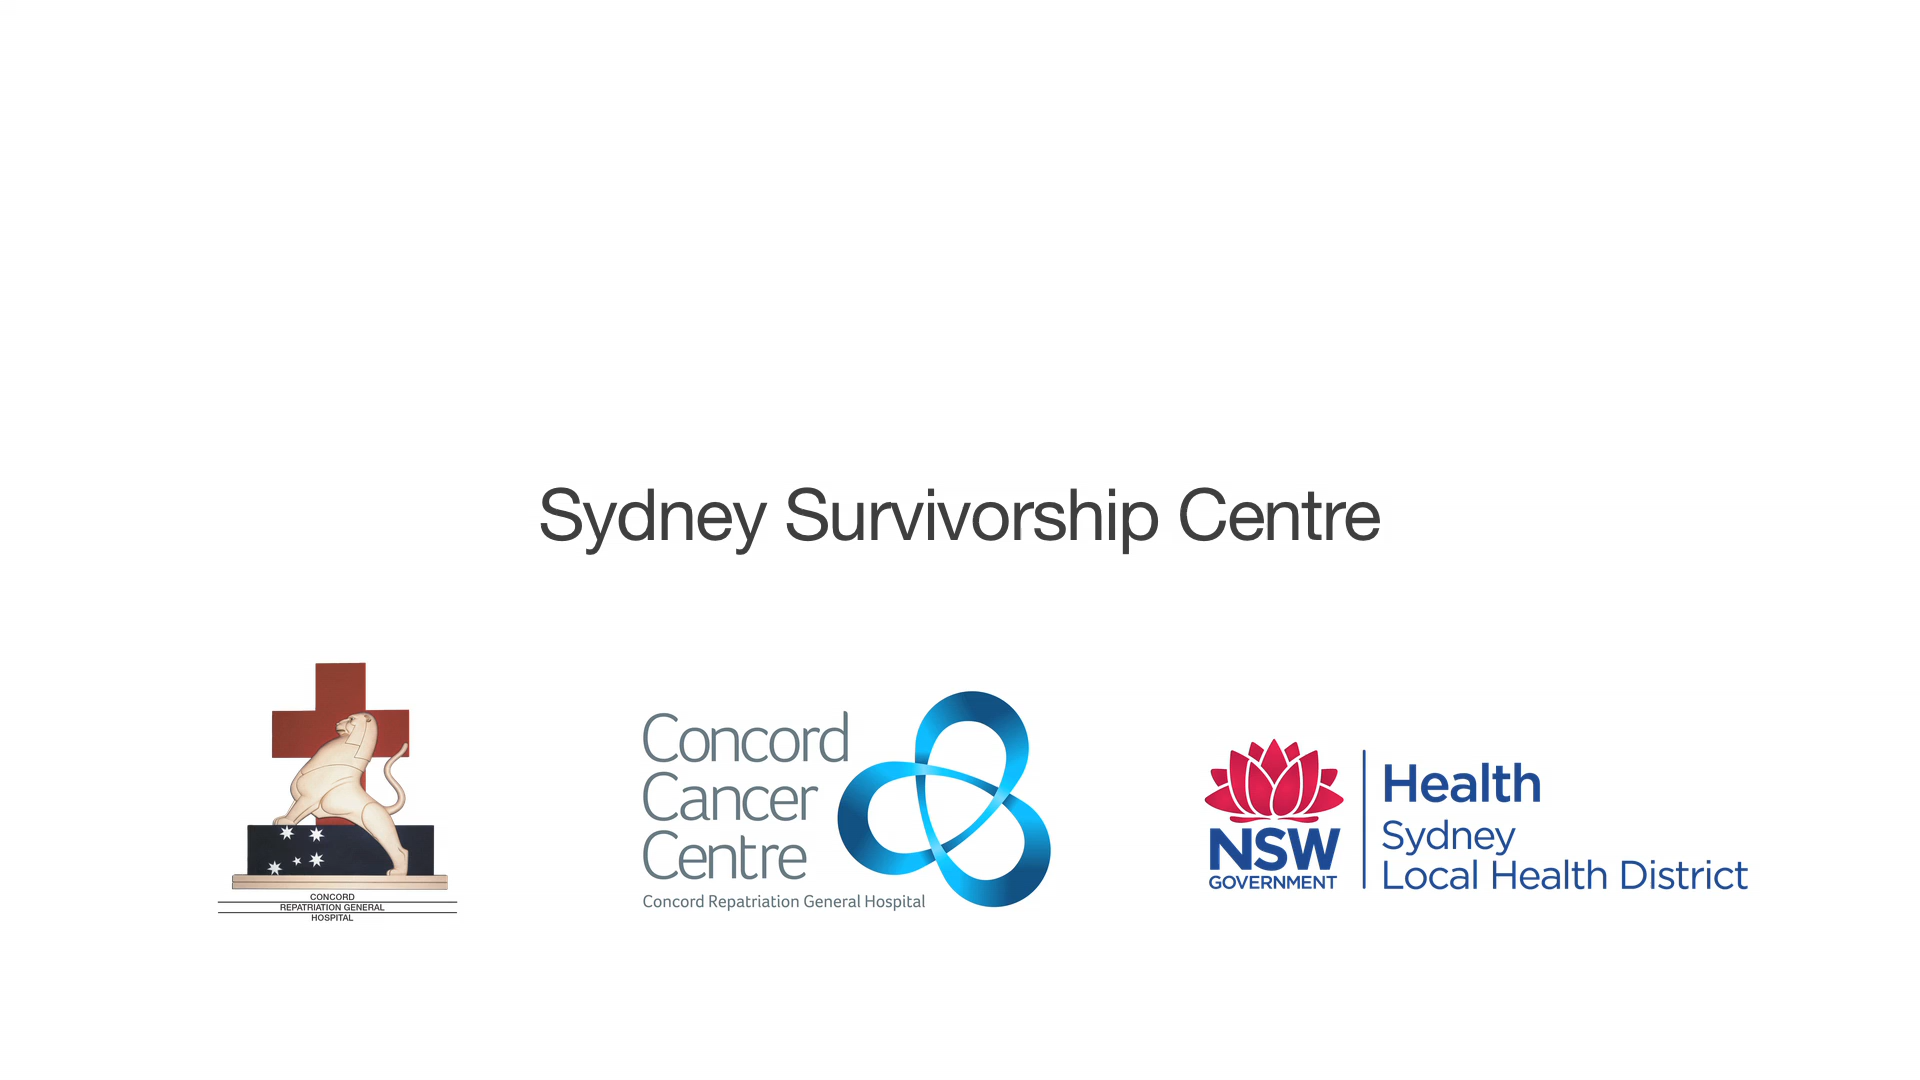 Sydney Survivorship Centre
CONCORD
REPATRIATION GENERAL
HOSPITAL
Concord
Cancer
Centre
Concord Repatriation General Hospital
NSW
GOVERNMENT
Health
Sydney
Local Health District